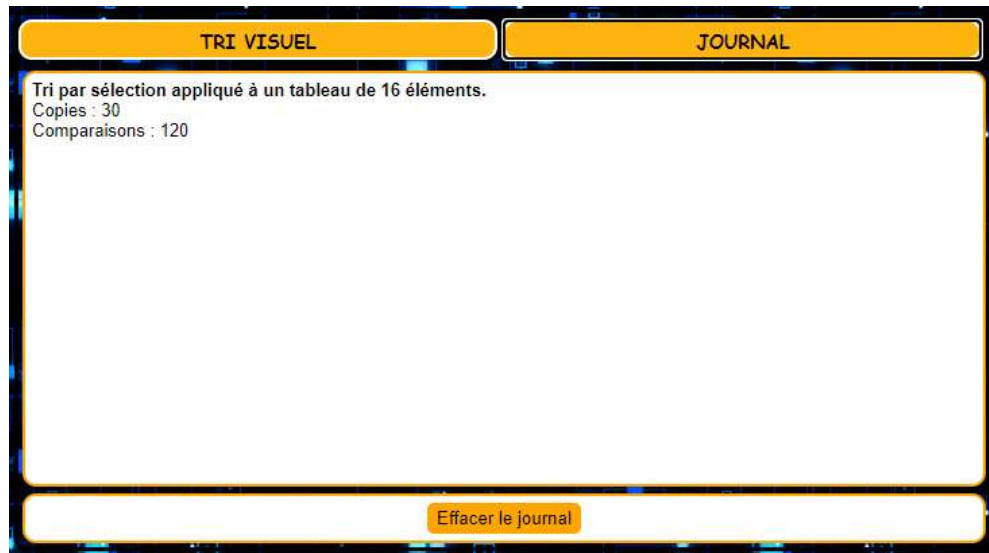 TRI VISUEL
JOURNAL
Tri par sélection appliqué à un tableau de 16 éléments.
Copies : 30
Comparaisons : 120
Effacer le journal